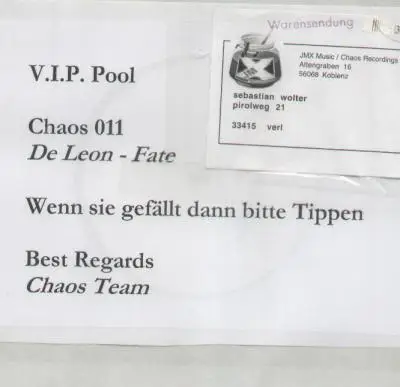 V.I.P. Pool
Chaos 011
De Leon - Fate
Wenn sie gefällt dann bitte Tippen
Best Regards
Chaos Team
Warensendung
JMX Music / Chaos Recordings
Altengraben 16
56068 Koblenz
sebastian wolter
pirolweg 21
33415 verl